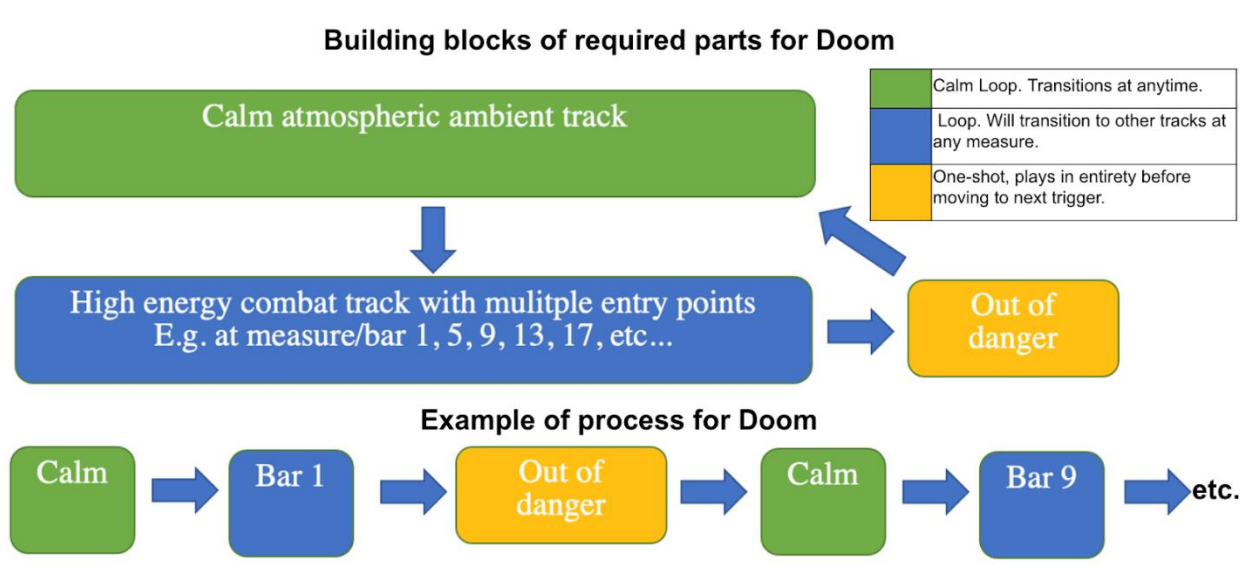 Building blocks of required parts for Doom
Calm atmospheric ambient track
Calm Loop. Transitions at anytime.
Loop. Will transition to other tracks at
any measure.
One-shot, plays in entirety before
moving to next trigger.
High energy combat track with mulitple entry points
E.g. at measure/bar 1, 5, 9, 13, 17, etc...
Out of
danger
Example of process for Doom
Calm
Bar 1
Out of
danger
Calm
Bar 9
etc.